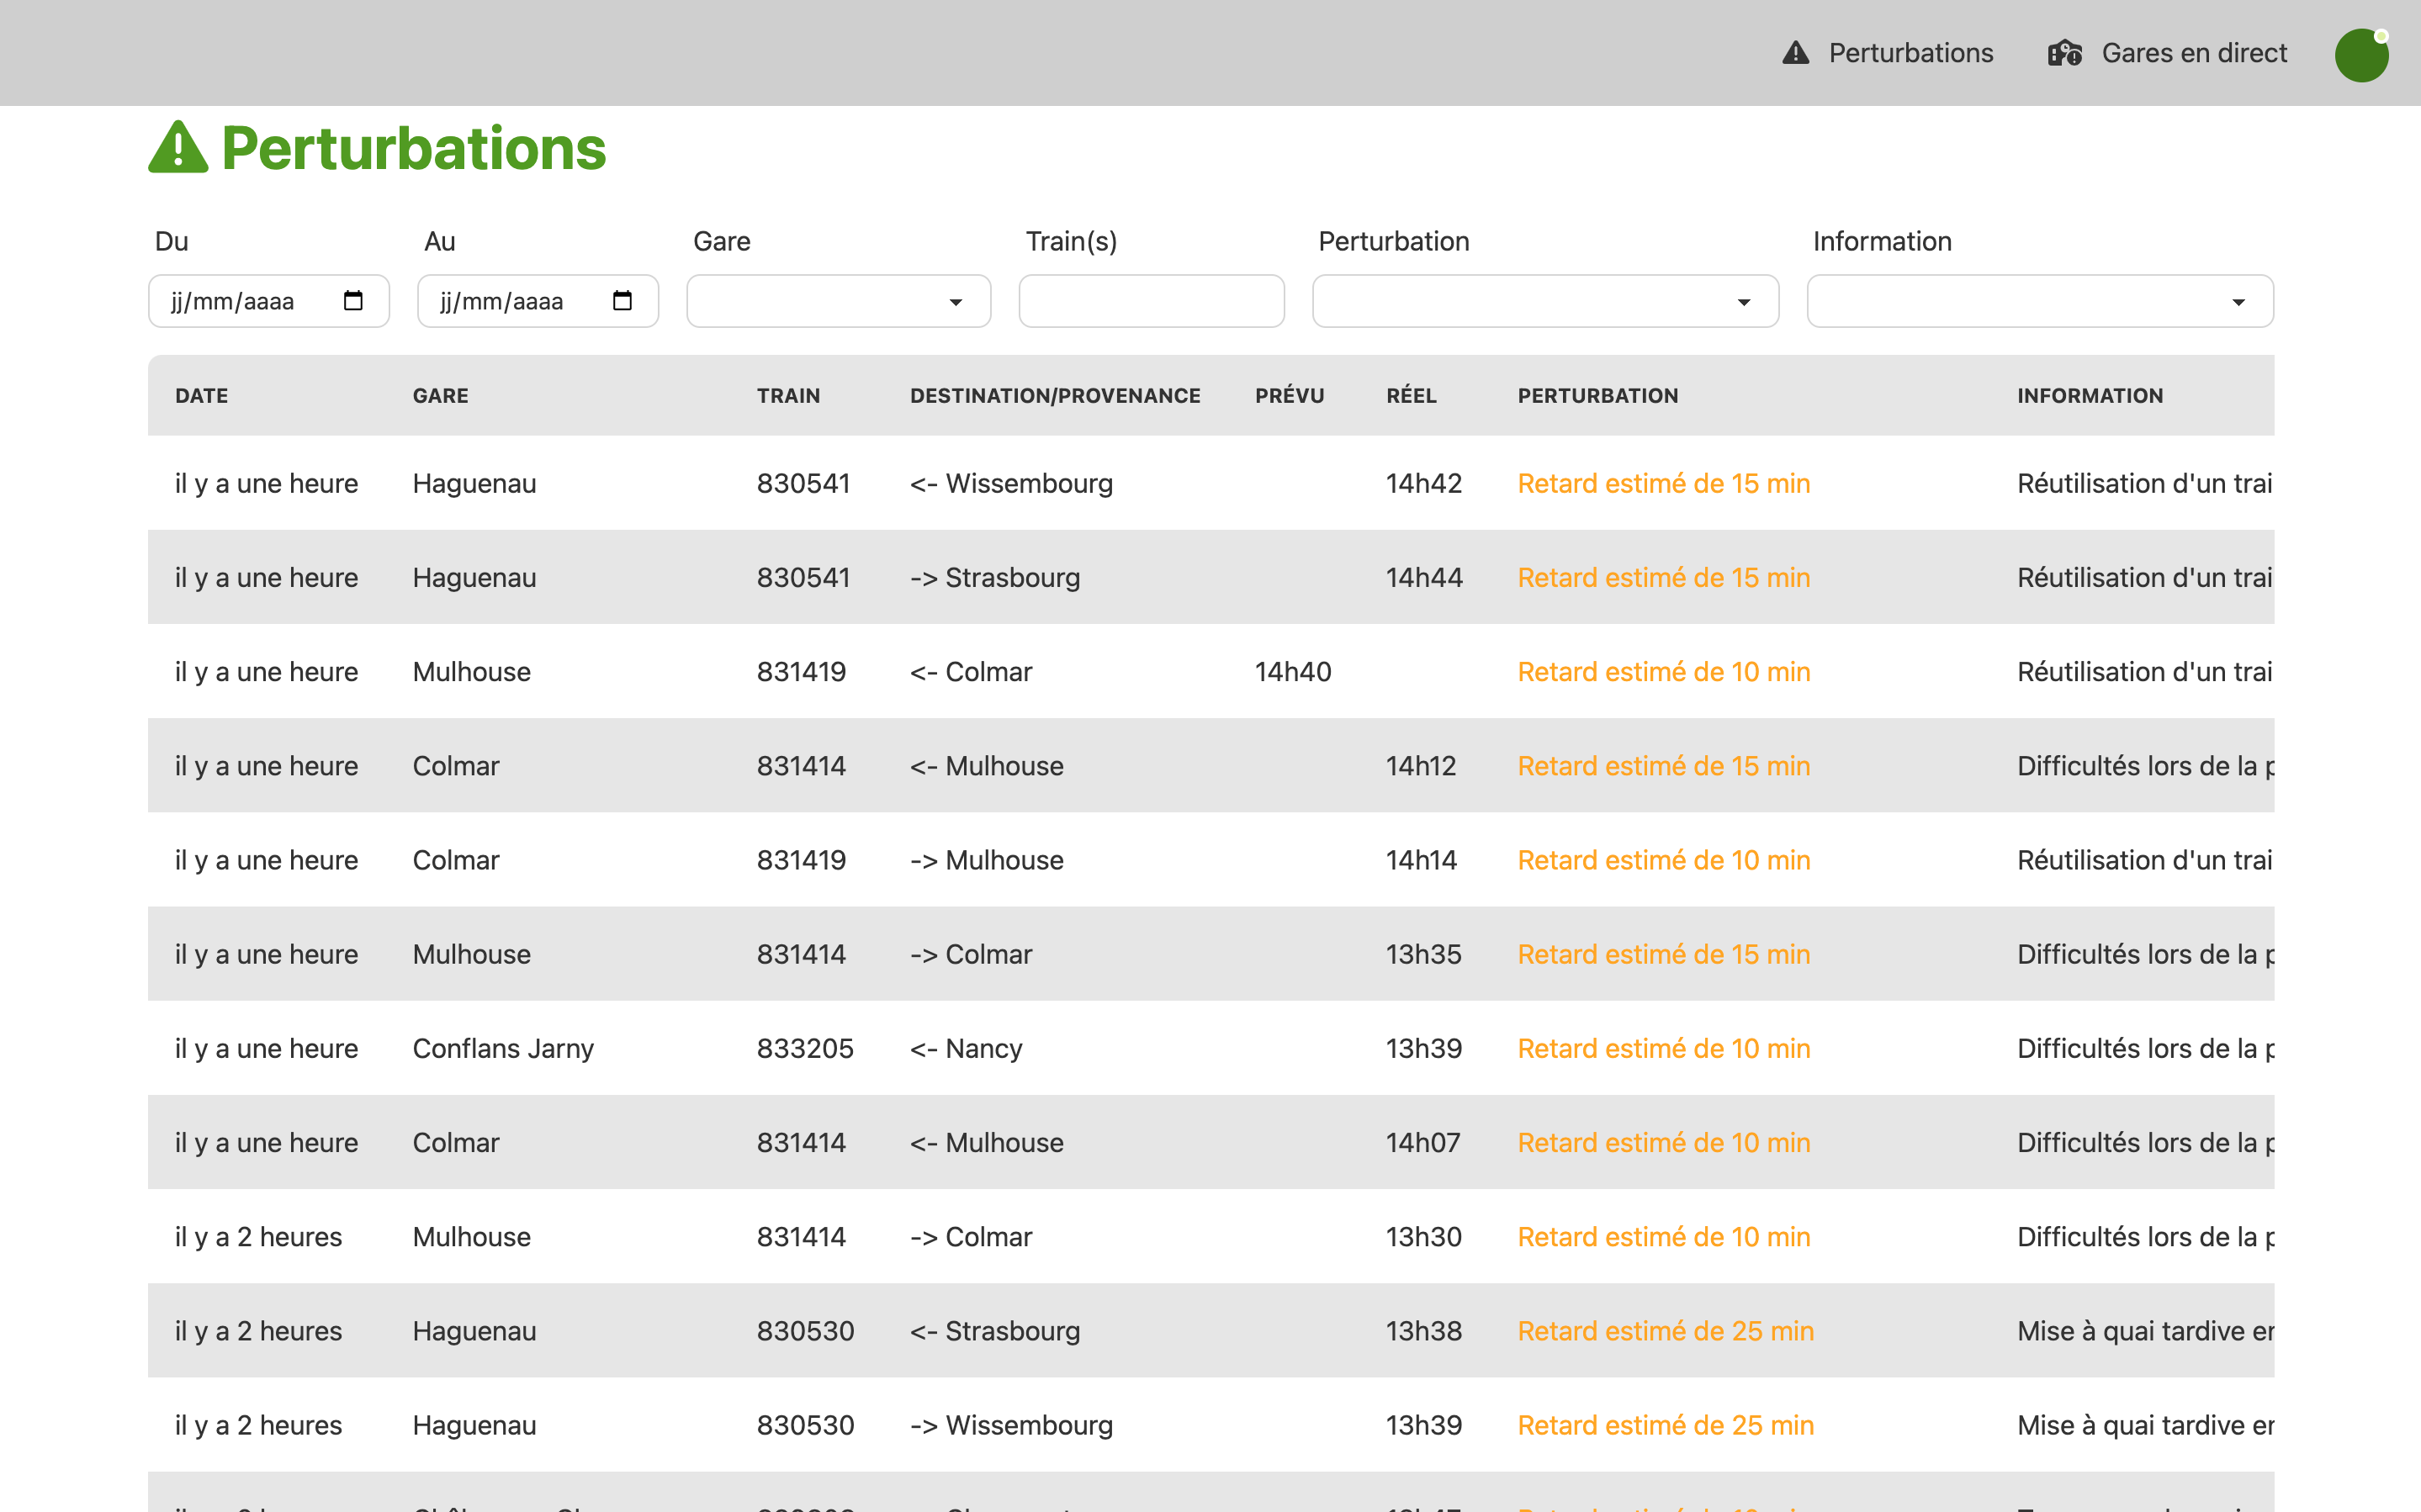 Perturbations Gares en direct
Perturbations
Du Au Gare Train(s) Perturbation Information
jj/mm/aaaa jj/mm/aaaa
DATE GARE TRAIN DESTINATION/PROVENANCE PRÉVU RÉEL PERTURBATION INFORMATION
il y a une heure Haguenau 830541 <- Wissembourg 14h42 Retard estimé de 15 min Réutilisation d'un trai
il y a une heure Haguenau 830541 -> Strasbourg 14h44 Retard estimé de 15 min Réutilisation d'un trai
il y a une heure Mulhouse 831419 <- Colmar 14h40 Retard estimé de 10 min Réutilisation d'un trai
il y a une heure Colmar 831414 <- Mulhouse 14h12 Retard estimé de 15 min Difficultés lors de la p
il y a une heure Colmar 831419 -> Mulhouse 14h14 Retard estimé de 10 min Réutilisation d'un trai
il y a une heure Mulhouse 831414 -> Colmar 13h35 Retard estimé de 15 min Difficultés lors de la p
il y a une heure Conflans Jarny 833205 <- Nancy 13h39 Retard estimé de 10 min Difficultés lors de la p
il y a une heure Colmar 831414 <- Mulhouse 14h07 Retard estimé de 10 min Difficultés lors de la p
il y a 2 heures Mulhouse 831414 -> Colmar 13h30 Retard estimé de 10 min Difficultés lors de la p
il y a 2 heures Haguenau 830530 <- Strasbourg 13h38 Retard estimé de 25 min Mise à quai tardive en
il y a 2 heures Haguenau 830530 -> Wissembourg 13h39 Retard estimé de 25 min Mise à quai tardive en